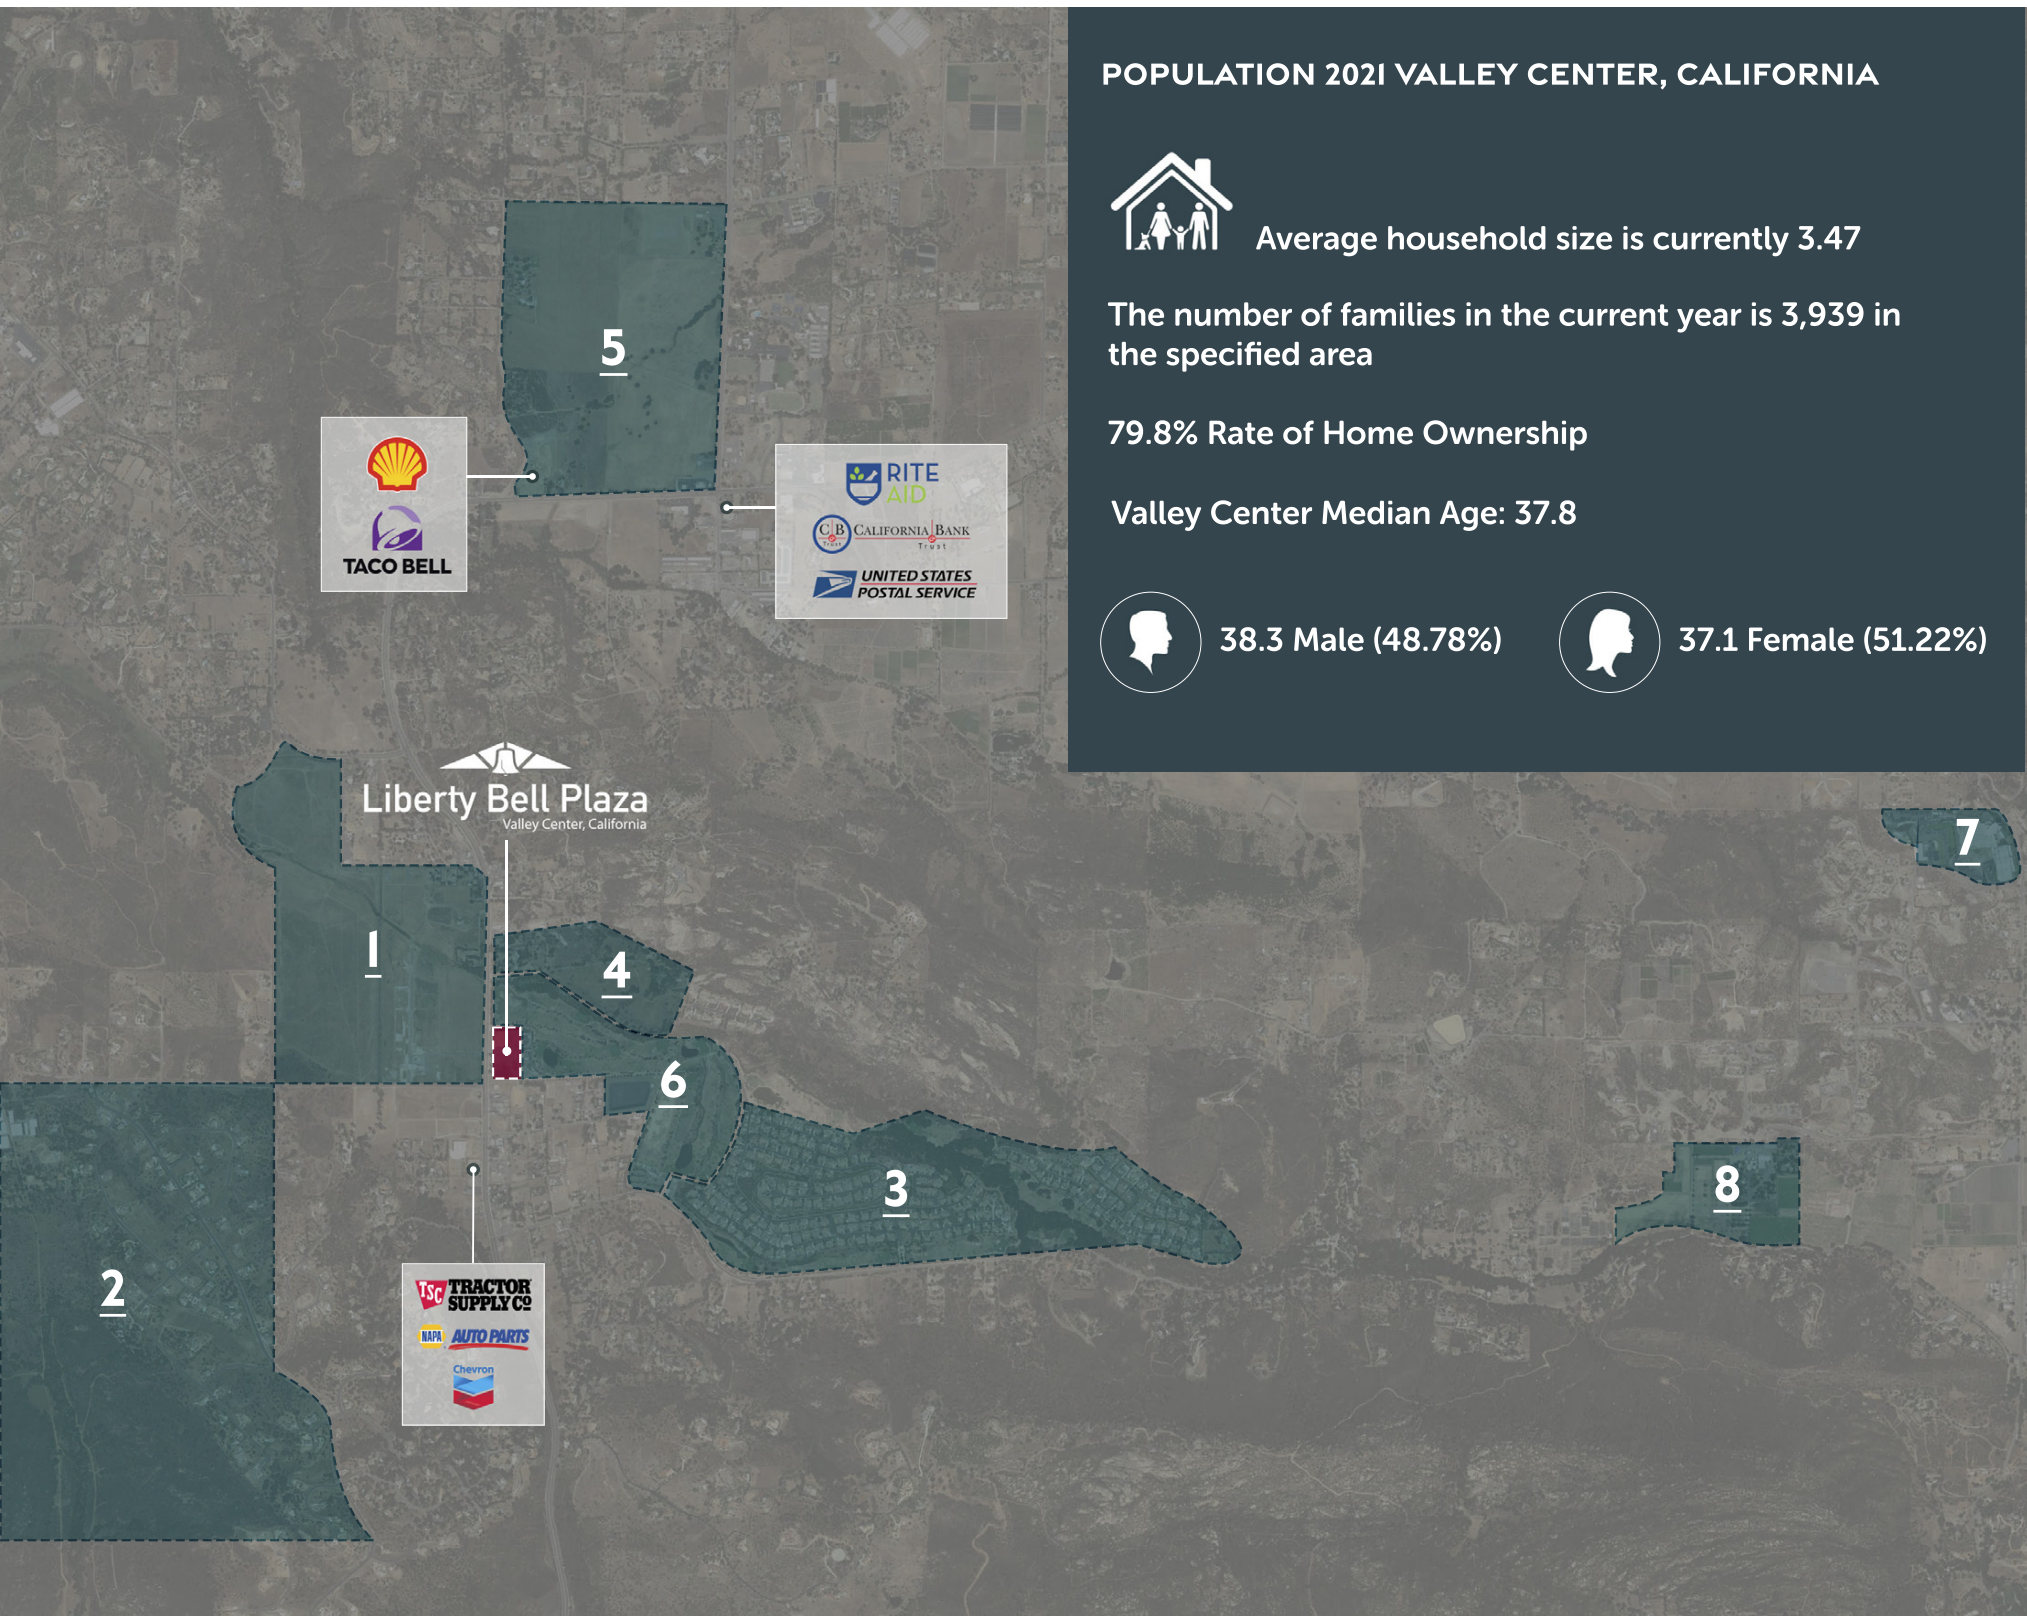 POPULATION 2021 VALLEY CENTER, CALIFORNIA
Average household size is currently 3.47
The number of families in the current year is 3,939 in
the specified area
79.8% Rate of Home Ownership
Valley Center Median Age: 37.8
38.3 Male (48.78%)
37.1 Female (51.22%)
5
TACO BELL
RITE
AID
CB
Trust
CALIFORNIA BANK
Trust
UNITED STATES
POSTAL SERVICE
Liberty Bell Plaza
Valley Center, California
7
1
4
6
3
8
2
TSC TRACTOR
SUPPLY CO
NAPA AUTO PARTS
Chevron